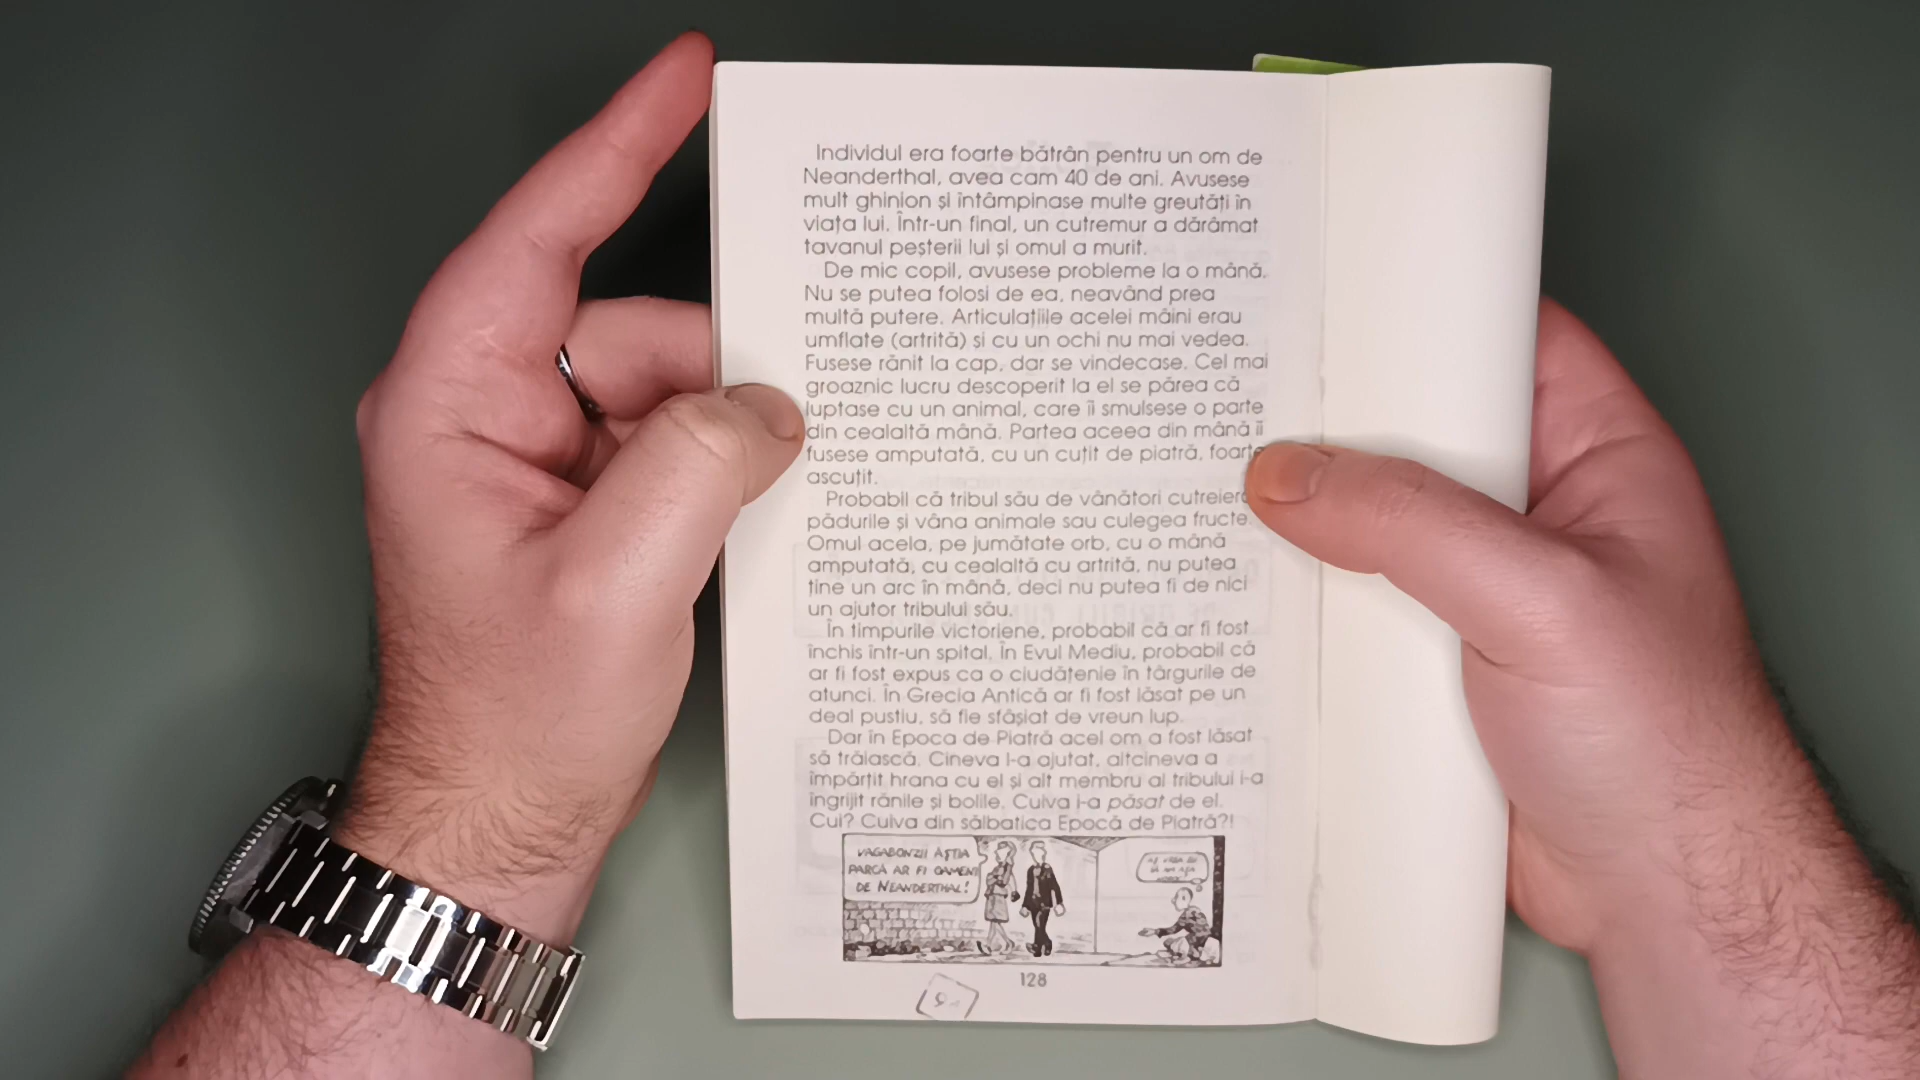 Individul era foarte bătrân pentru un om de
Neanderthal, avea cam 40 de ani. Avusese
mult ghinion și întâmpinase multe greutăți în
viața lui. Într-un final, un cutremur a dărâmat
tavanul peșterii lui și omul a murit.
De mic copil, avusese probleme la o mână.
Nu se putea folosi de ea, neavând prea
multă putere. Articulațiile acelei mâini erau
umflate (artrită) și cu un ochi nu mai vedea.
Fusese rănit la cap, dar se vindecase. Cel mai
groaznic lucru descoperit la el se părea că
luptase cu un animal, care îi smulsese o parte
din cealaltă mână. Partea aceea din mână îi
fusese amputată, cu un cuțit de piatră, foarte
ascuțit.
Probabil că tribul său de vânători cutreiera
pădurile și vâna animale sau culegea fructe.
Omul acela, pe jumătate orb, cu o mână
amputată, cu cealaltă cu artrită, nu putea
ține un arc în mână, deci nu putea fi de nici
un ajutor tribului său.
În timpurile victoriene, probabil că ar fi fost
închis într-un spital. În Evul Mediu, probabil că
ar fi fost expus ca o ciudățenie în târgurile de
atunci. În Grecia Antică ar fi fost lăsat pe un
deal pustiu, să fie sfâșiat de vreun lup.
Dar în Epoca de Piatră acel om a fost lăsat
să trăiască. Cineva l-a ajutat, altcineva a
împărțit hrana cu el și alt membru al tribului i-a
îngrijit rănile și bolile. Cuiva i-a păsat de el.
Cui? Cuiva din sălbatica Epocă de Piatră?!
VAGABONZII ĂȘTIA
PARCĂ AR FI OAMENI
DE NEANDERTHAL!
128